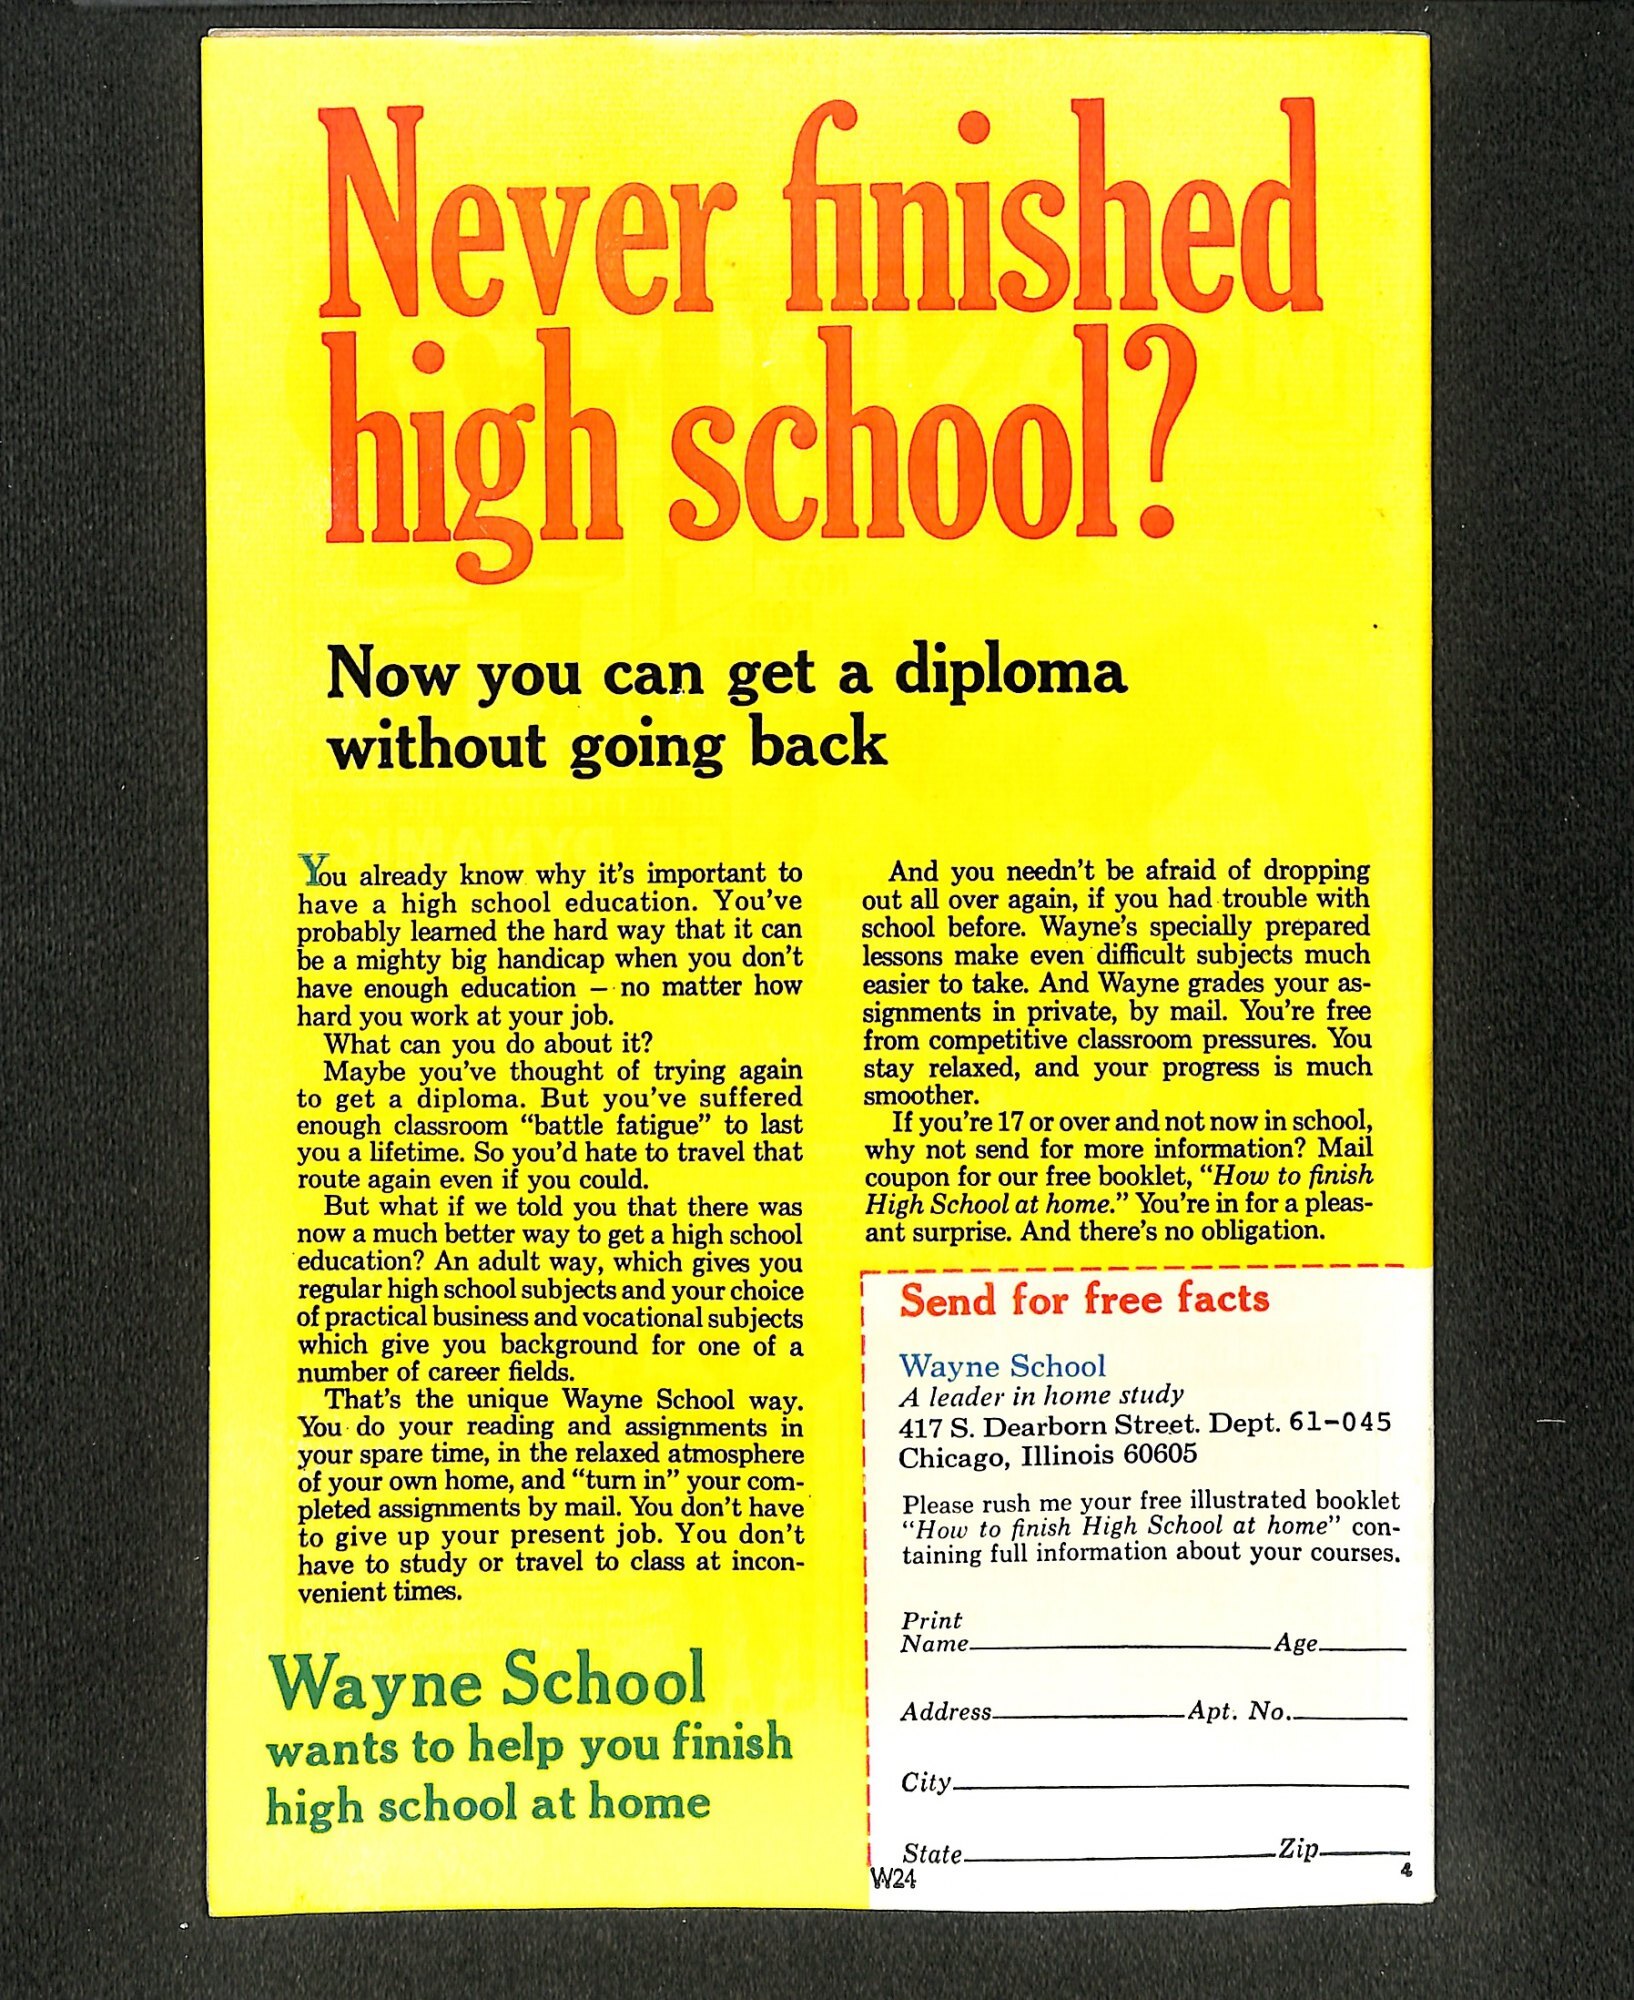 Never finished
high school?
Now you can get a diploma
without going back
You already know why it's important to
have a high school education. You've
probably learned the hard way that it can
be a mighty big handicap when you don't
have enough education – no matter how
hard you work at your job.
What can you do about it?
Maybe you've thought of trying again
to get a diploma. But you've suffered
enough classroom “battle fatigue” to last
you a lifetime. So you'd hate to travel that
route again even if you could.
But what if we told you that there was
now a much better way to get a high school
education? An adult way, which gives you
regular high school subjects and your choice
of practical business and vocational subjects
which give you background for one of a
number of career fields.
That's the unique Wayne School way.
You do your reading and assignments in
your spare time, in the relaxed atmosphere
of your own home, and “turn in” your com-
pleted assignments by mail. You don't have
to give up your present job. You don't
have to study or travel to class at incon-
venient times.
Wayne School
wants to help you finish
high school at home
And you needn't be afraid of dropping
out all over again, if you had trouble with
school before. Wayne's specially prepared
lessons make even difficult subjects much
easier to take. And Wayne grades your as-
signments in private, by mail. You're free
from competitive classroom pressures. You
stay relaxed, and your progress is much
smoother.
If you're 17 or over and not now in school,
why not send for more information? Mail
coupon for our free booklet, “How to finish
High School at home.” You're in for a pleas-
ant surprise. And there's no obligation.
Send for free facts
Wayne School
A leader in home study
417 S. Dearborn Street. Dept. 61-045
Chicago, Illinois 60605
Please rush me your free illustrated booklet
“How to finish High School at home” con-
taining full information about your courses.
Print
Name Age
Address Apt. No.
City
State Zip
W24 4